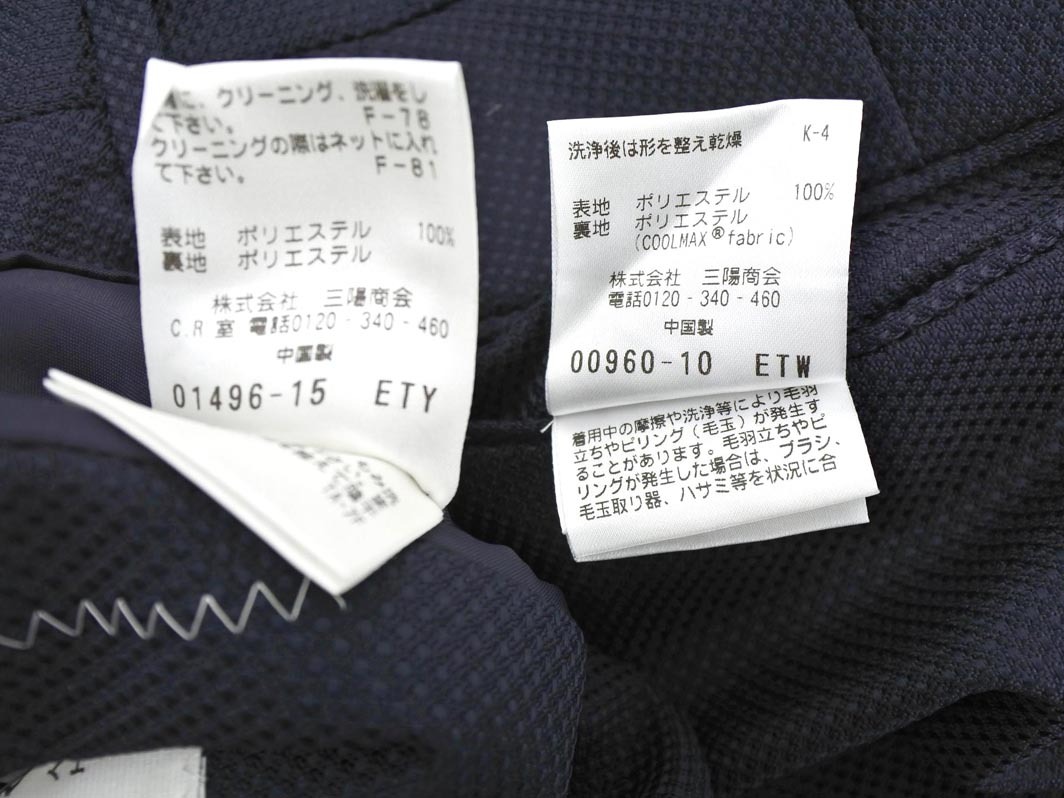 に、クリーニング、洗濯をし
て下さい。 F-78
クリーニングの際はネットに入れ
て下さい。 F-81
表地 ポリエステル 100%
裏地 ポリエステル
株式会社 三陽商会
C.R 室 電話0120-340-460
中国製
01496-15 ETY
洗浄後は形を整え乾燥 K-4
表地 ポリエステル 100%
裏地 ポリエステル
(COOLMAX®fabric)
株式会社 三陽商会
電話0120-340-460
中国製
00960-10 ETW
着用中の摩擦や洗浄等により毛羽
立ちやピリング(毛玉)が発生す
ることがあります。毛羽立ちやピ
リングが発生した場合は、ブラシ、
毛玉取り器、ハサミ等を状況に合